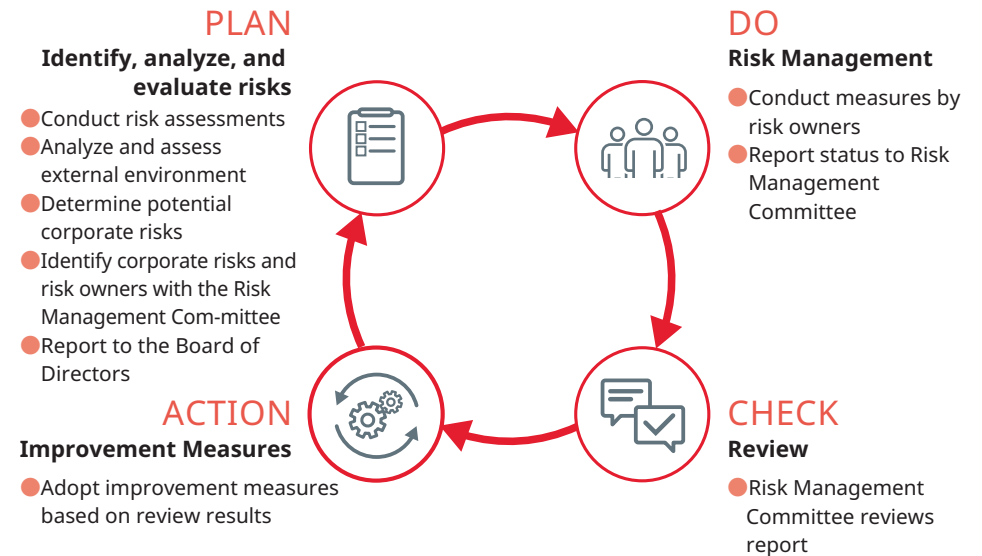 PLAN
Identify, analyze, and
evaluate risks
●Conduct risk assessments
●Analyze and assess
external environment
●Determine potential
corporate risks
●Identify corporate risks and
risk owners with the Risk
Management Com-mittee
●Report to the Board of
Directors
DO
Risk Management
●Conduct measures by
risk owners
●Report status to Risk
Management
Committee
ACTION
Improvement Measures
●Adopt improvement measures
based on review results
CHECK
Review
●Risk Management
Committee reviews
report